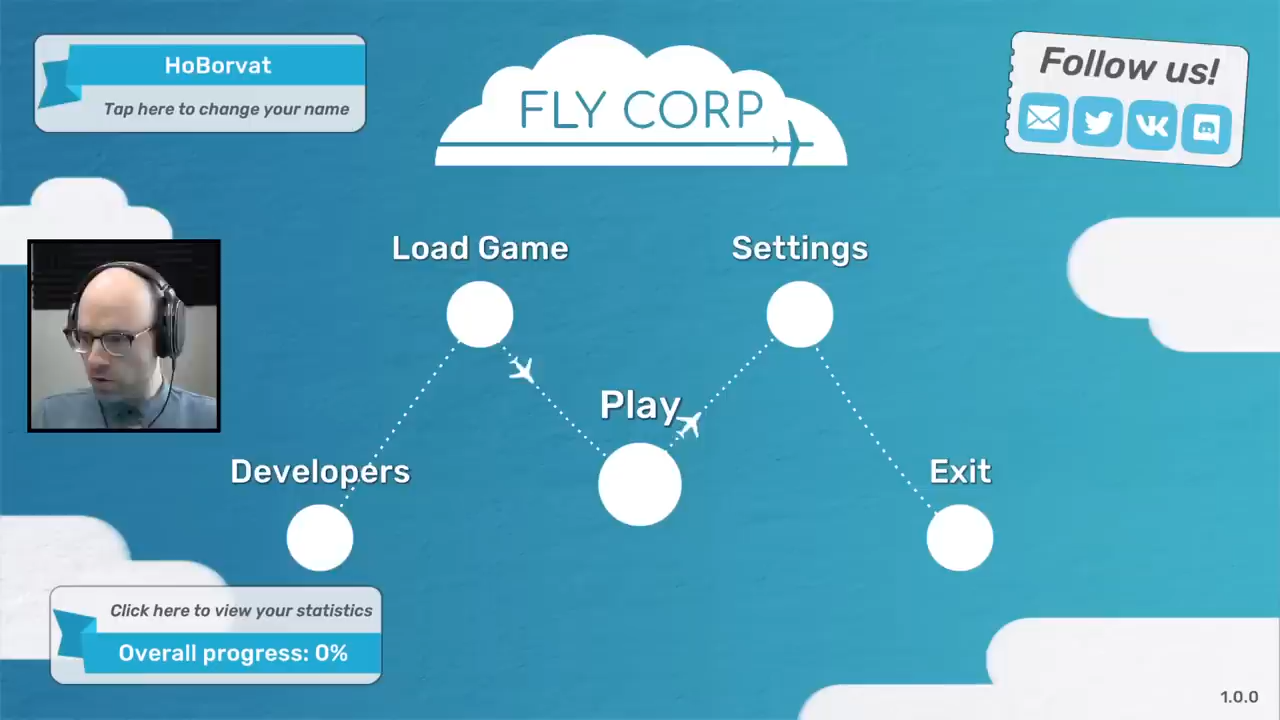 HoBorvat
Tap here to change your name
FLY CORP
Follow us!
Load Game
Settings
Play
Developers
Exit
Click here to view your statistics
Overall progress: 0%
1.0.0